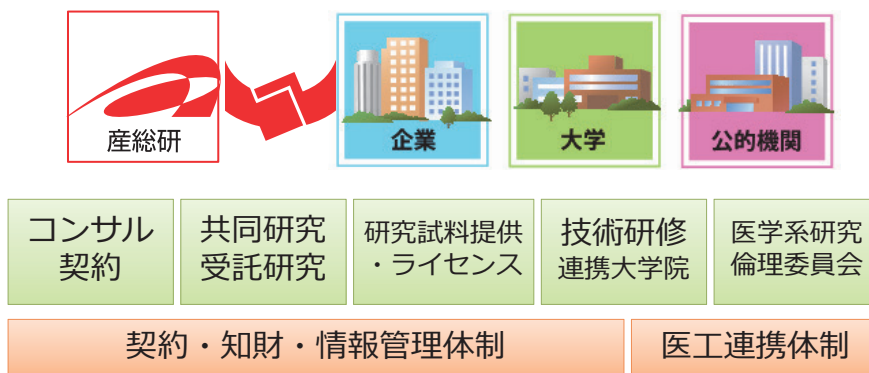 産総研
企業
大学
公的機関
コンサル
契約
共同研究
受託研究
研究試料提供
・ライセンス
技術研修
連携大学院
医学系研究
倫理委員会
契約・知財・情報管理体制
医工連携体制